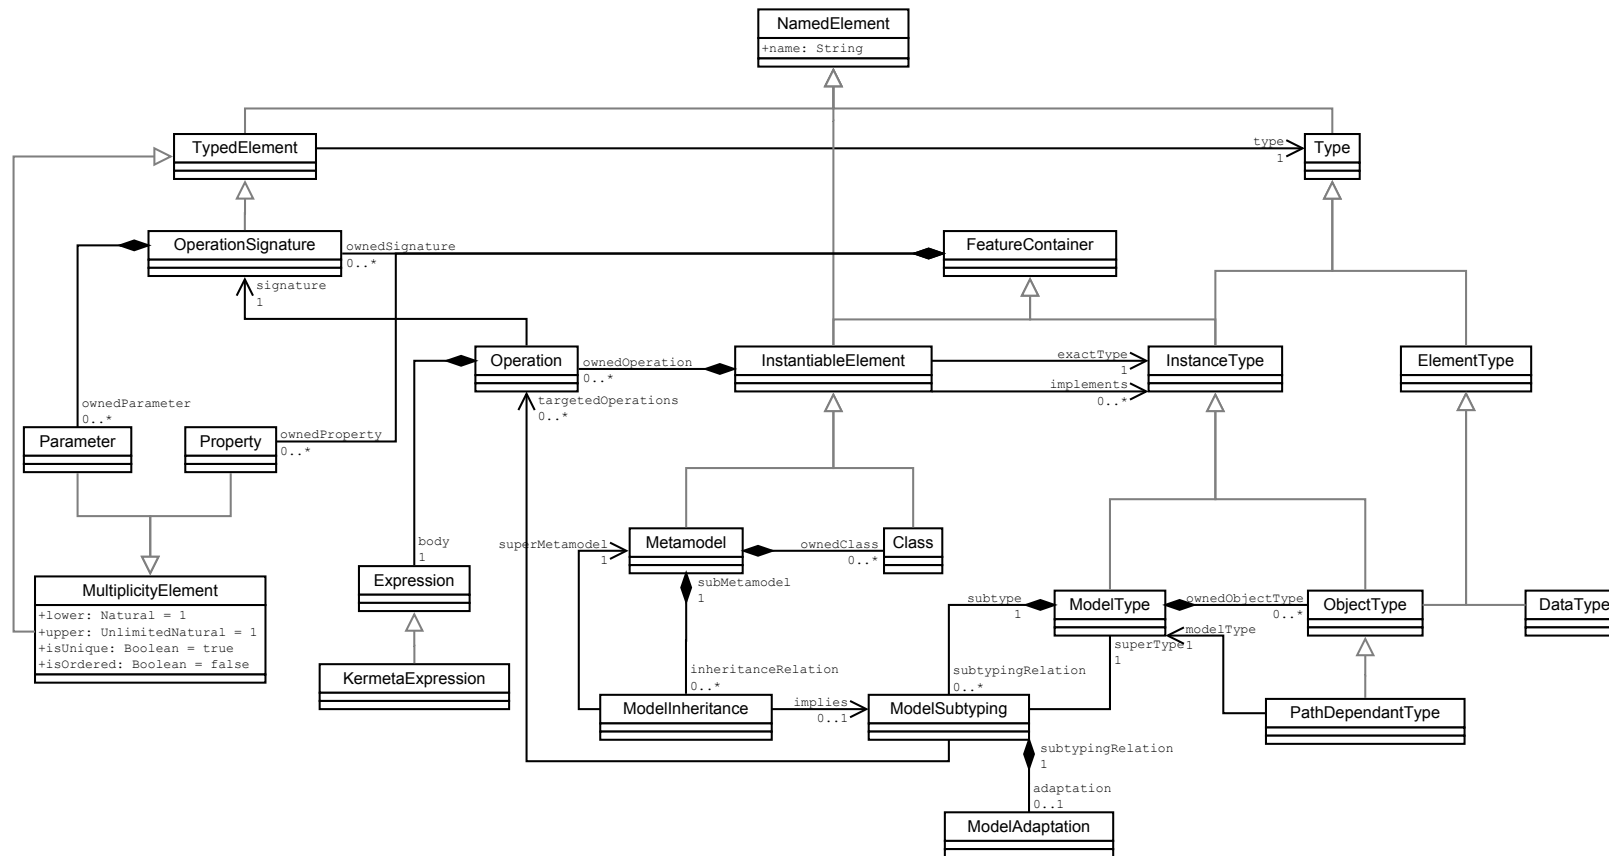 NamedElement
+name: String
TypedElement
type
1
Type
OperationSignature
ownedSignature
0..*
FeatureContainer
signature
1
Operation
ownedOperation
0..*
InstantiableElement
exactType
1
implements
0..*
InstanceType
ElementType
targetedOperations
0..*
ownedParameter
0..*
Parameter
Property
ownedProperty
0..*
body
1
superMetamodel
1
Metamodel
ownedClass
0..*
Class
subMetamodel
1
Expression
MultiplicityElement
+lower: Natural = 1
+upper: UnlimitedNatural = 1
+isUnique: Boolean = true
+isOrdered: Boolean = false
subtype
1
ModelType
ownedObjectType
0..*
ObjectType
DataType
modelType
1
superType
1
KermetaExpression
inheritanceRelation
0..*
ModelInheritance
implies
0..1
subtypingRelation
0..*
ModelSubtyping
PathDependantType
subtypingRelation
1
adaptation
0..1
ModelAdaptation